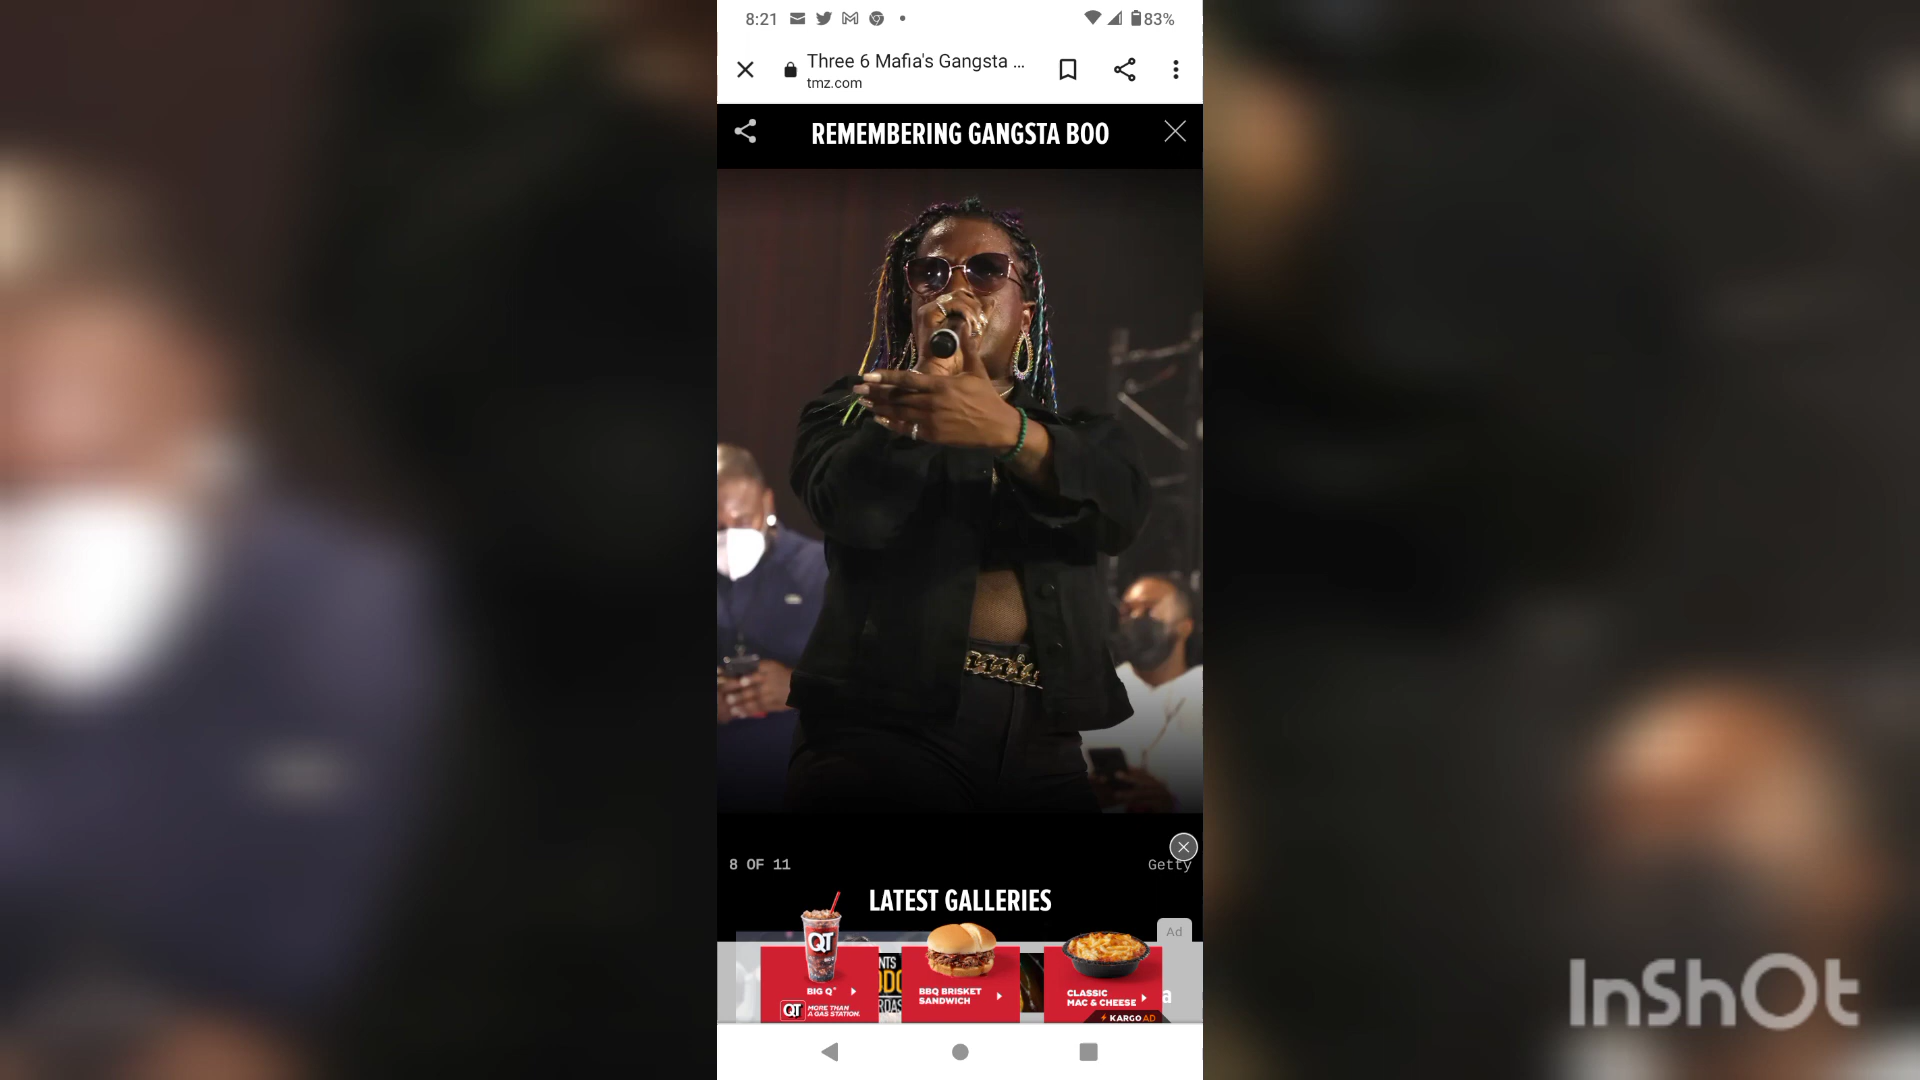 8:21
83%
Three 6 Mafia's Gangsta ...
tmz.com
REMEMBERING GANGSTA BOO
8 OF 11
Getty
LATEST GALLERIES
Ad
QT
BIG Q
QT MORE THAN A GAS STATION.
BBQ BRISKET
SANDWICH
CLASSIC
MAC & CHEESE
KARGO AD
InShOt